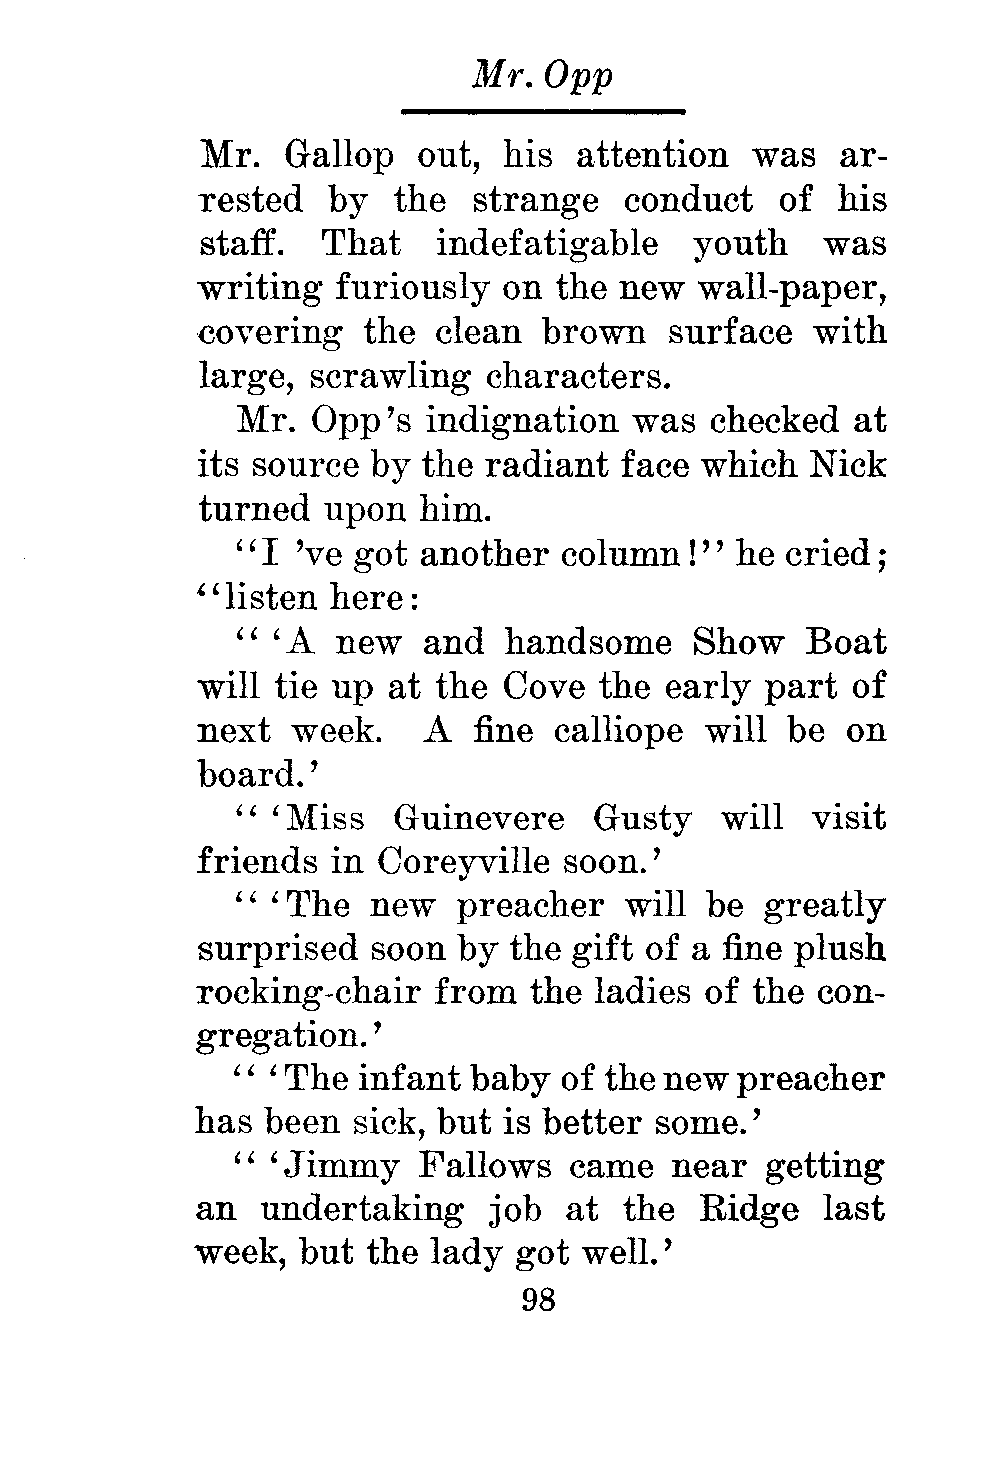 Mr. Opp
Mr. Gallop out, his attention was ar-
rested by the strange conduct of his
staff. That indefatigable youth was
writing furiously on the new wall-paper,
covering the clean brown surface with
large, scrawling characters.
Mr. Opp's indignation was checked at
its source by the radiant face which Nick
turned upon him.
"I 've got another column!" he cried;
"listen here:
" 'A new and handsome Show Boat
will tie up at the Cove the early part of
next week. A fine calliope will be on
board.'
" 'Miss Guinevere Gusty will visit
friends in Coreyville soon.'
" 'The new preacher will be greatly
surprised soon by the gift of a fine plush
rocking-chair from the ladies of the con-
gregation.'
" 'The infant baby of the new preacher
has been sick, but is better some.'
" 'Jimmy Fallows came near getting
an undertaking job at the Ridge last
week, but the lady got well.'
98